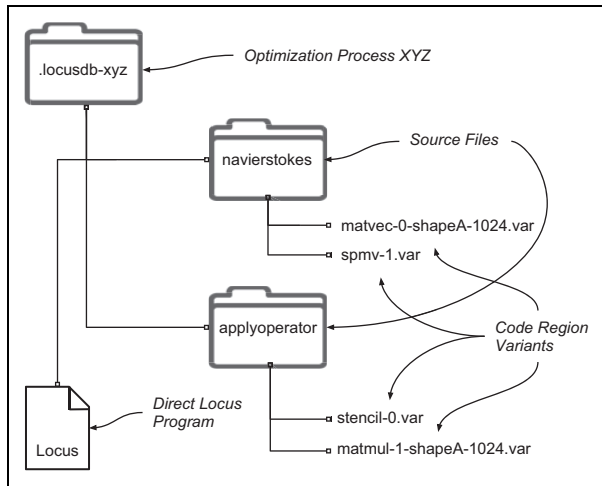 .locusdb-xyz
Optimization Process XYZ
navierstokes
Source Files
matvec-0-shapeA-1024.var
spmv-1.var
applyoperator
Code Region
Variants
Direct Locus
Program
stencil-0.var
Locus
matmul-1-shapeA-1024.var